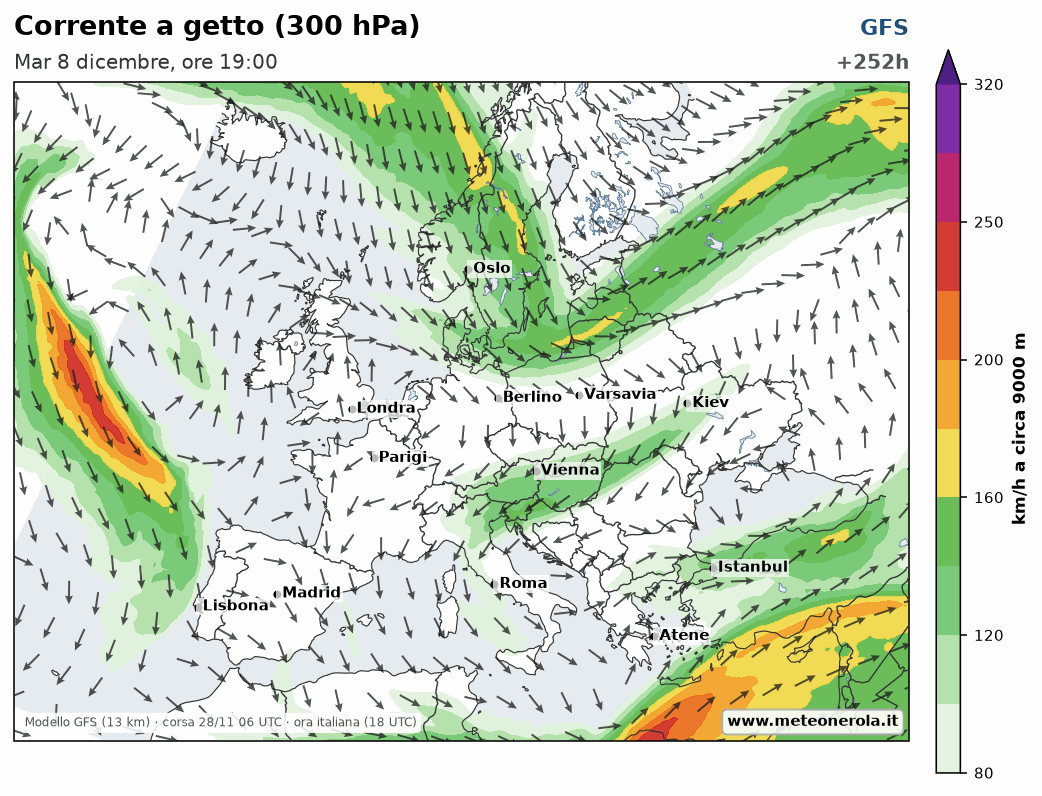 Corrente a getto (300 hPa)
GFS
Mar 8 dicembre, ore 19:00
+252h
320
250
200
160
120
80
km/h a circa 9000 m
Oslo
Berlino
Varsavia
Kiev
Londra
Parigi
Vienna
Istanbul
Roma
Madrid
Lisbona
Atene
Modello GFS (13 km) · corsa 28/11 06 UTC · ora italiana (18 UTC)
www.meteonerola.it